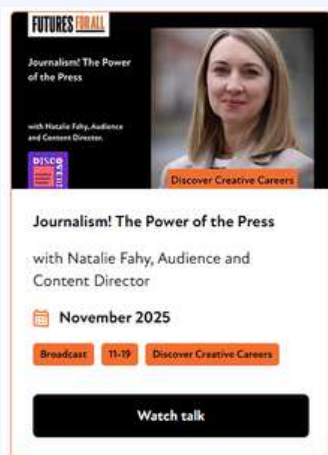 FUTURES FOR ALL
Journalism! The Power
of the Press
with Natalie Fahy, Audience
and Content Director.
DISCO
Discover Creative Careers
Journalism! The Power of the Press
with Natalie Fahy, Audience and
Content Director
November 2025
Broadcast
11-19
Discover Creative Careers
Watch talk